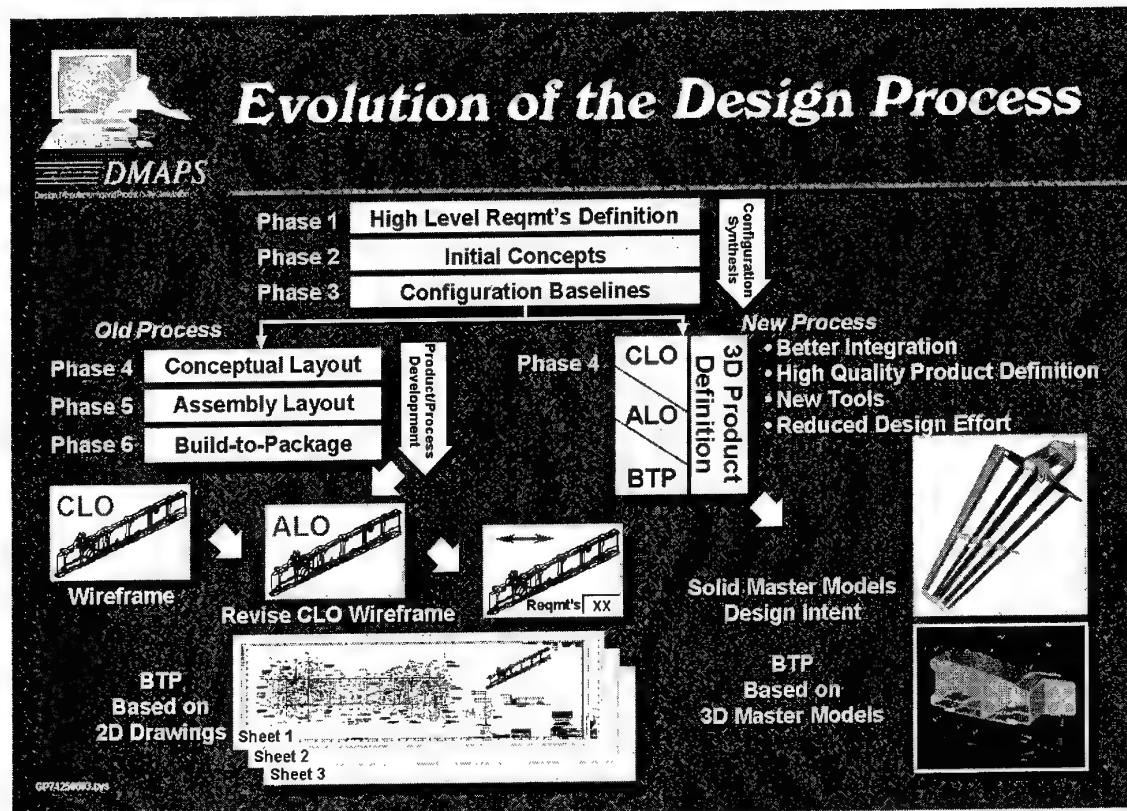 Evolution of the Design Process
DMAPS
Phase 1
High Level Reqmt's Definition
Phase 2
Initial Concepts
Phase 3
Configuration Baselines
Configuration
Synthesis
Old Process
New Process
Phase 4
Conceptual Layout
Phase 5
Assembly Layout
Phase 6
Build-to-Package
Product/Process
Development
Phase 4
CLO
ALO
BTP
3D Product
Definition
• Better Integration
• High Quality Product Definition
• New Tools
• Reduced Design Effort
CLO
Wireframe
ALO
Revise CLO Wireframe
Reqmt's XX
Solid Master Models
Design Intent
BTP
Based on
2D Drawings
Sheet 1
Sheet 2
Sheet 3
BTP
Based on
3D Master Models